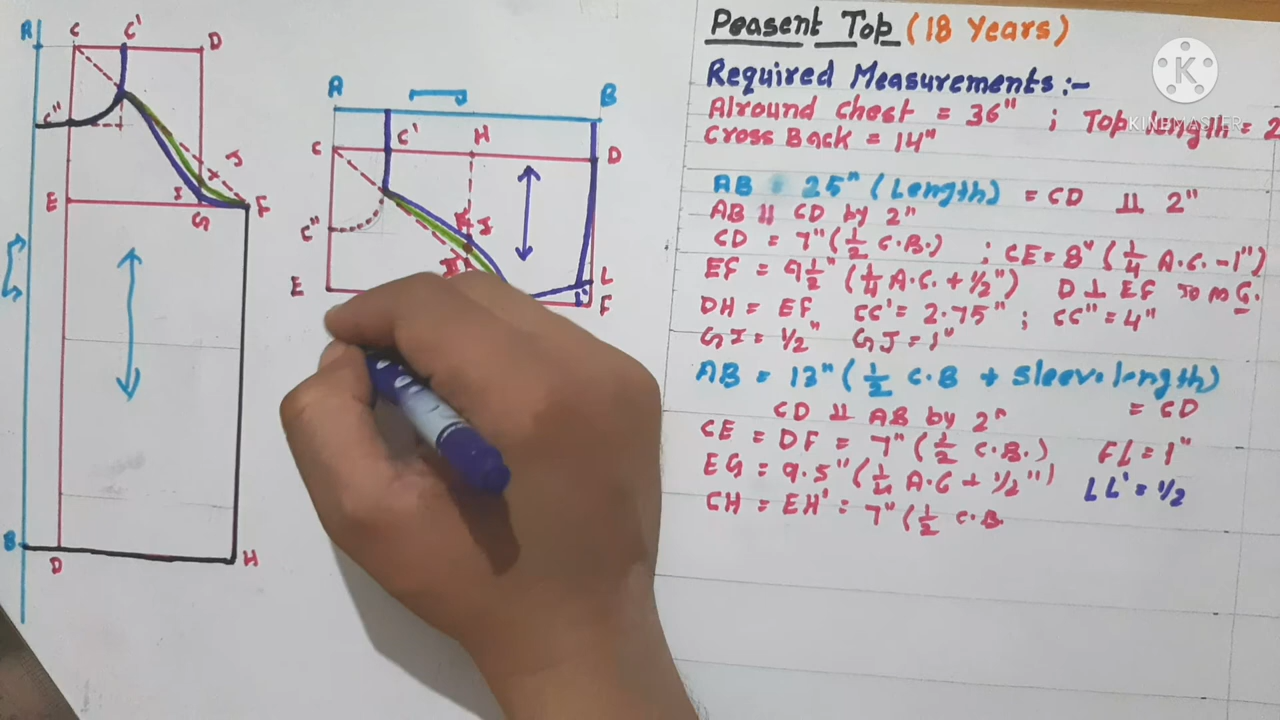 Peasent Top (18 Years)
Required Measurements :-
Alround Chest = 36" ; Top Length = 2
Cross Back = 14"
AB = 25" (Length) = CD ⊥⊥ 2"
AB || CD by 2"
CD = 7" (1/2 C.B.) ; CE = 8" (1/4 A.C. -1")
EF = 9 1/2" (1/4 A.C. + 1/2") D ⊥ EF to m G.
DH = EF CC' = 2.75" ; CC" = 4"
GI = 1/2" GJ = 1"
AB = 13" (1/2 C.B + Sleeve length)
CD ⊥⊥ AB by 2" = CD
CE = DF = 7" (1/2 C.B.) FL = 1"
EG = 9.5" (1/4 A.C + 1/2") LL' = 1/2
CH = EH' = 7" (1/2 C.B.
A C C' D
C"
J
E I G F
B D H
A B
C C' H D
C"
J
E L
F
K
KINEMASTER